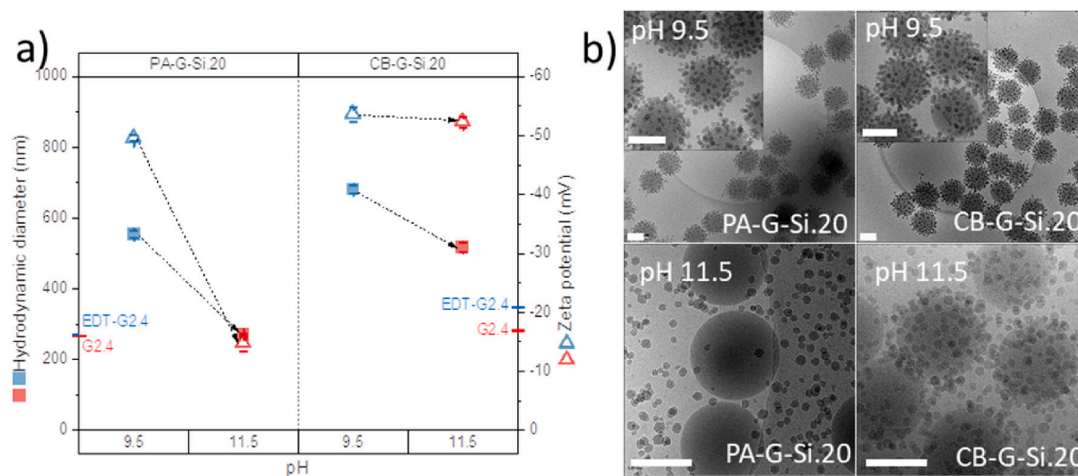 a)
PA-G-Si.20 CB-G-Si.20
1000
800
600
400
200
0
Hydrodynamic diameter (nm)
EDT-G2.4
G2.4
EDT-G2.4
G2.4
-60
-50
-40
-30
-20
-10
0
Zeta potential (mV)
9.5 11.5 9.5 11.5
pH
b)
pH 9.5
PA-G-Si.20
pH 9.5
CB-G-Si.20
pH 11.5
PA-G-Si.20
pH 11.5
CB-G-Si.20